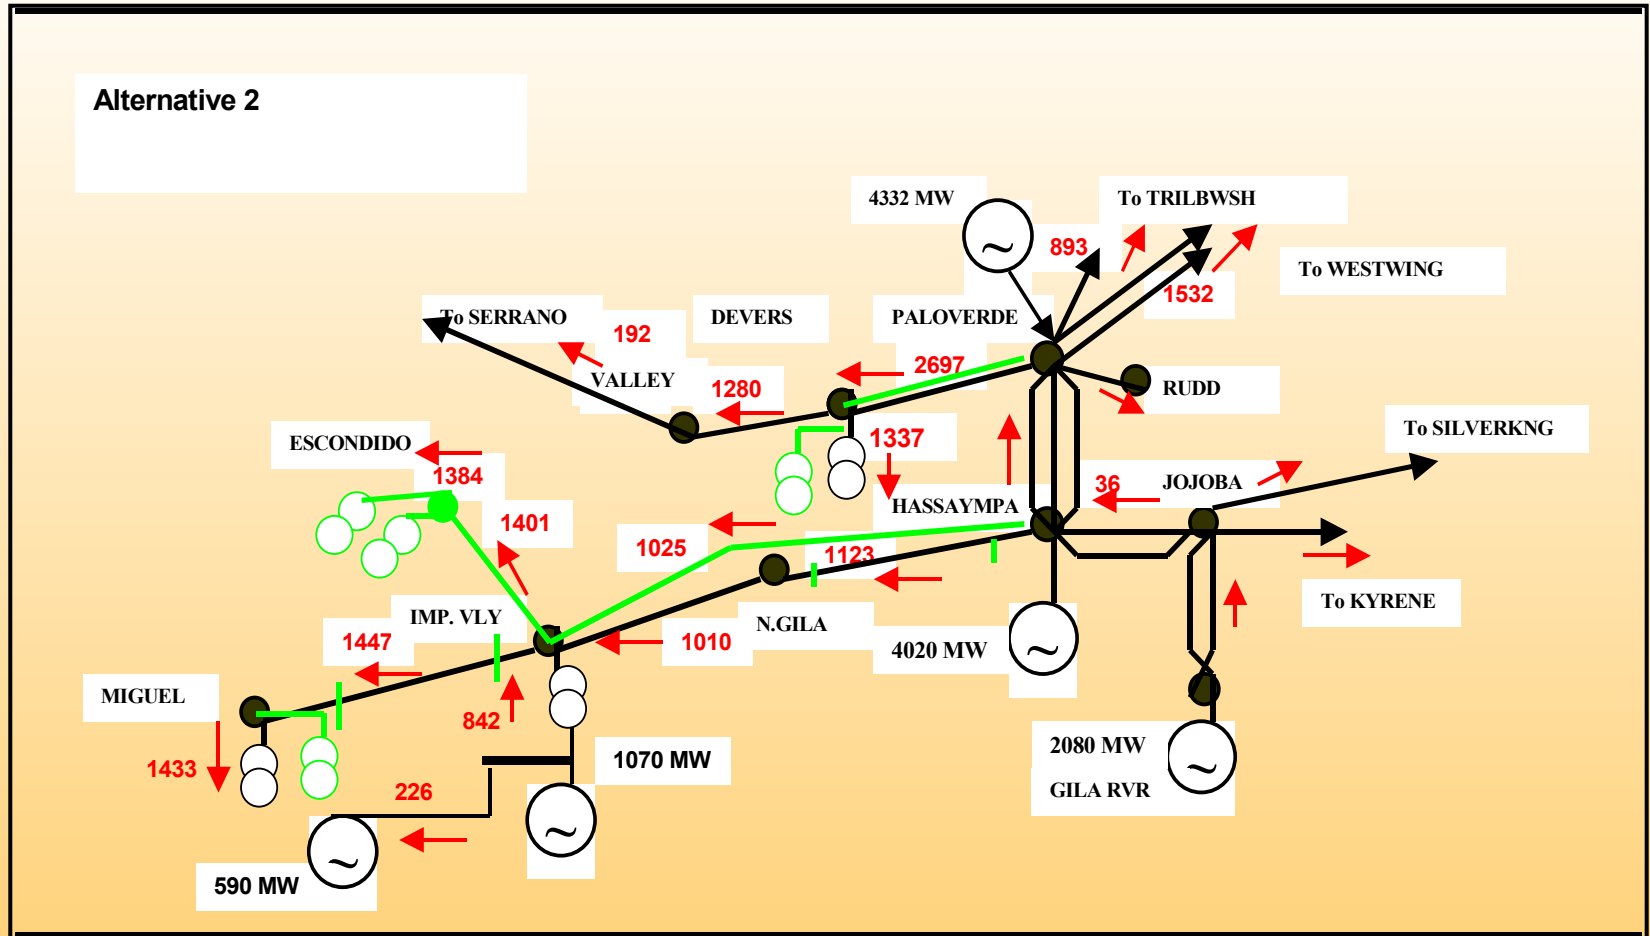 Alternative 2
4332 MW
To TRILBWSH
893
To WESTWING
1532
To SERRANO
192
DEVERS
PALOVERDE
2697
VALLEY
1280
RUDD
ESCONDIDO
1337
To SILVERKNG
1384
36
JOJOBA
HASSAYMPA
1401
1025
1123
To KYRENE
IMP. VLY
N.GILA
1447
1010
4020 MW
MIGUEL
842
1433
1070 MW
2080 MW
GILA RVR
226
590 MW
~
~
~
~
~